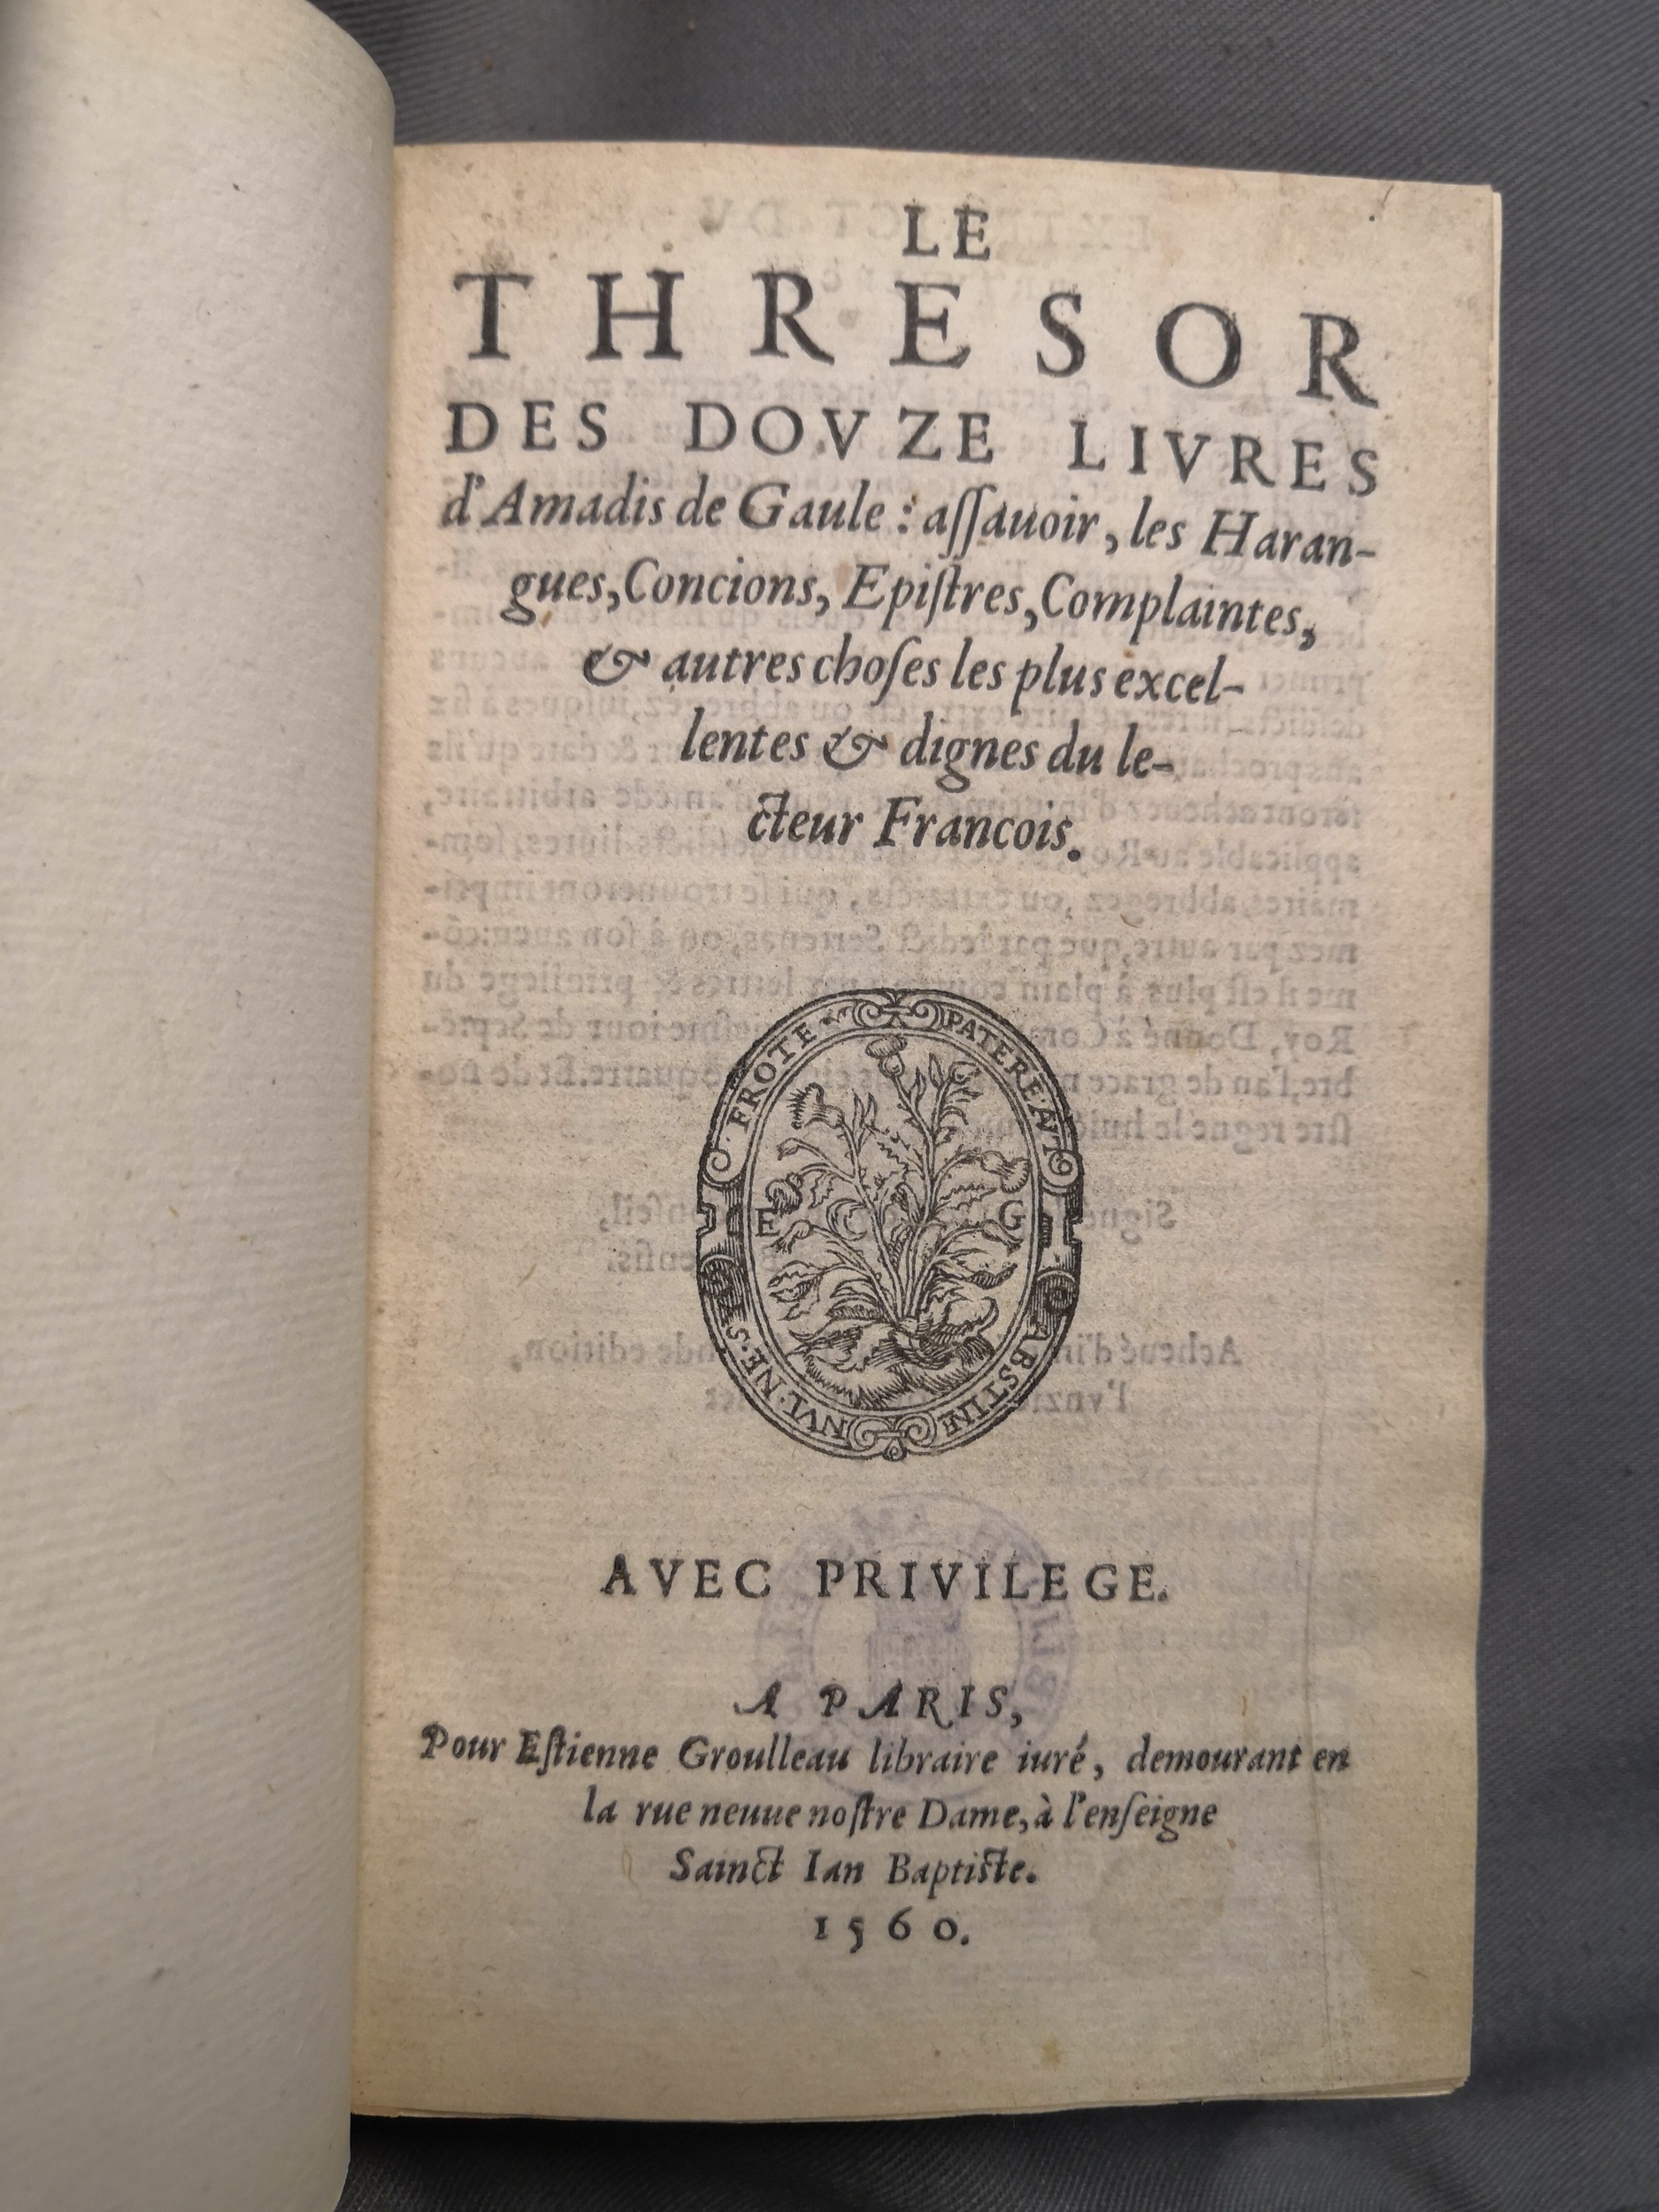 LE
THRESOR
DES DOVZE LIVRES
d'Amadis de Gaule : aſſauoir, les Haran-
gues, Concions, Epiſtres, Complaintes,
& autres choſes les plus excel-
lentes & dignes du le-
cteur Francois.
PATERE AVT
ABSTINE
NVL NE S
FROTE
E G
AVEC PRIVILEGE.
A PARIS,
Pour Eſtienne Groulleau libraire iuré, demourant en
la rue neuue noſtre Dame, à l'enſeigne
Sainct Ian Baptiſte.
1560.